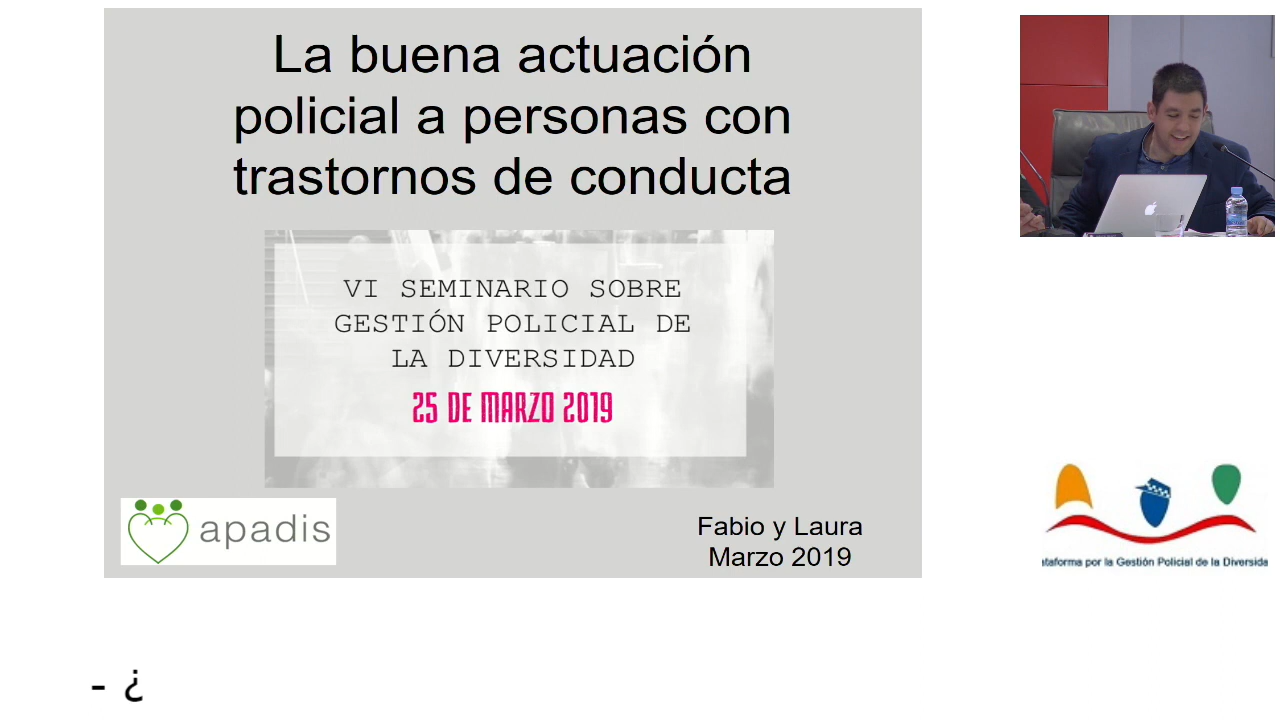 La buena actuación
policial a personas con
trastornos de conducta
VI SEMINARIO SOBRE
GESTIÓN POLICIAL DE
LA DIVERSIDAD
25 DE MARZO 2019
apadis
Fabio y Laura
Marzo 2019
ataforma por la Gestión Policial de la Diversida
- ¿